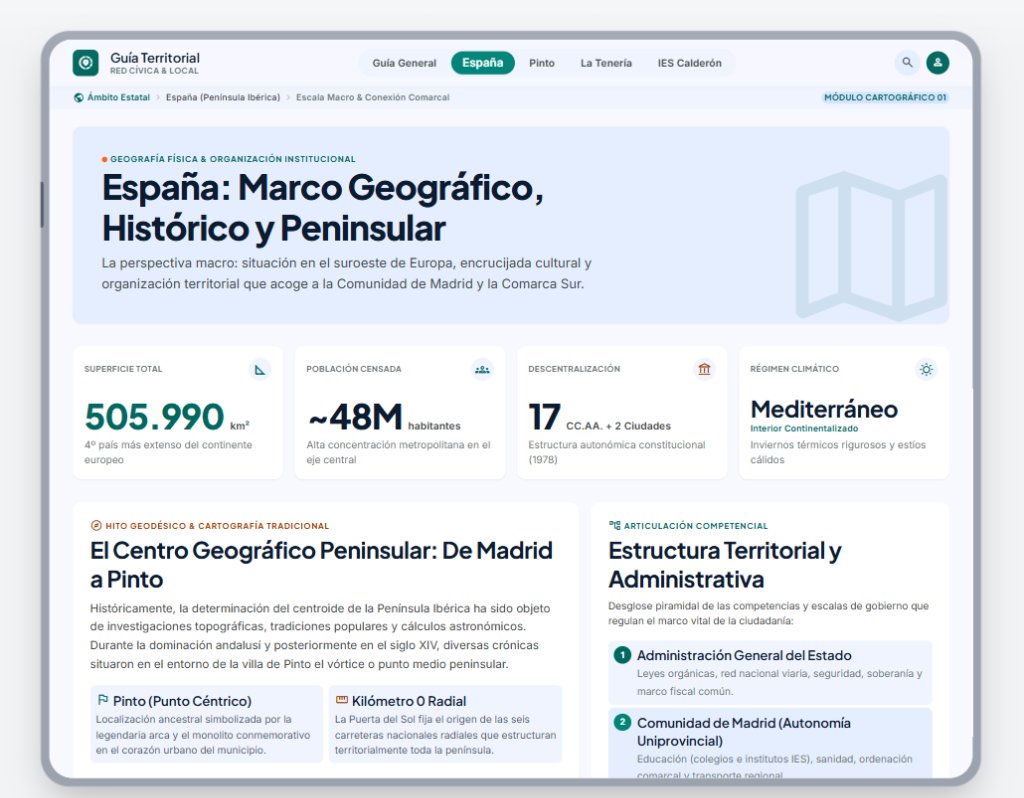 Guía Territorial
RED CÍVICA & LOCAL
Guía General
España
Pinto
La Tenería
IES Calderón
Ámbito Estatal > España (Península Ibérica) > Escala Macro & Conexión Comarcal
MÓDULO CARTOGRÁFICO 01
GEOGRAFÍA FÍSICA & ORGANIZACIÓN INSTITUCIONAL
España: Marco Geográfico,
Histórico y Peninsular
La perspectiva macro: situación en el suroeste de Europa, encrucijada cultural y
organización territorial que acoge a la Comunidad de Madrid y la Comarca Sur.
SUPERFICIE TOTAL
505.990 km²
4º país más extenso del continente
europeo
POBLACIÓN CENSADA
~48M habitantes
Alta concentración metropolitana en el
eje central
DESCENTRALIZACIÓN
17 CC.AA. + 2 Ciudades
Estructura autonómica constitucional
(1978)
RÉGIMEN CLIMÁTICO
Mediterráneo
Interior Continentalizado
Inviernos térmicos rigurosos y estíos
cálidos
HITO GEODÉSICO & CARTOGRAFÍA TRADICIONAL
El Centro Geográfico Peninsular: De Madrid
a Pinto
Históricamente, la determinación del centroide de la Península Ibérica ha sido objeto
de investigaciones topográficas, tradiciones populares y cálculos astronómicos.
Durante la dominación andalusí y posteriormente en el siglo XIV, diversas crónicas
situaron en el entorno de la villa de Pinto el vórtice o punto medio peninsular.
Pinto (Punto Céntrico)
Localización ancestral simbolizada por la
legendaria arca y el monolito conmemorativo
en el corazón urbano del municipio.
Kilómetro 0 Radial
La Puerta del Sol fija el origen de las seis
carreteras nacionales radiales que estructuran
territorialmente toda la península.
ARTICULACIÓN COMPETENCIAL
Estructura Territorial y
Administrativa
Desglose piramidal de las competencias y escalas de gobierno que
regulan el marco vital de la ciudadanía:
1 Administración General del Estado
Leyes orgánicas, red nacional viaria, seguridad, soberanía y
marco fiscal común.
2 Comunidad de Madrid (Autonomía
Uniprovincial)
Educación (colegios e institutos IES), sanidad, ordenación
comarcal y transporte regional.